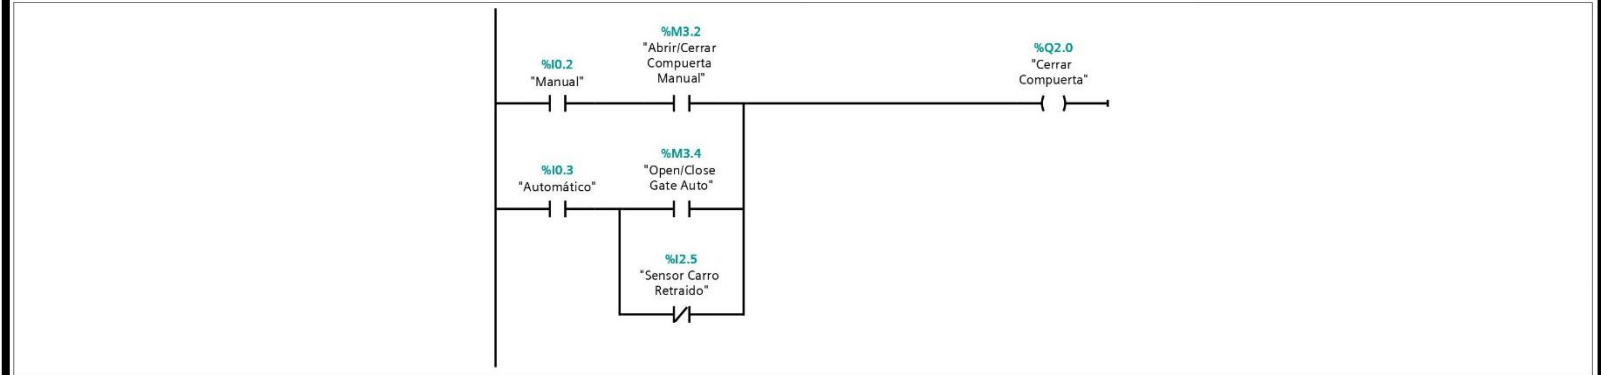 %M3.2
"Abrir/Cerrar
Compuerta
Manual"
%I0.2
"Manual"
%Q2.0
"Cerrar
Compuerta"
%M3.4
"Open/Close
Gate Auto"
%I0.3
"Automático"
%I2.5
"Sensor Carro
Retraido"